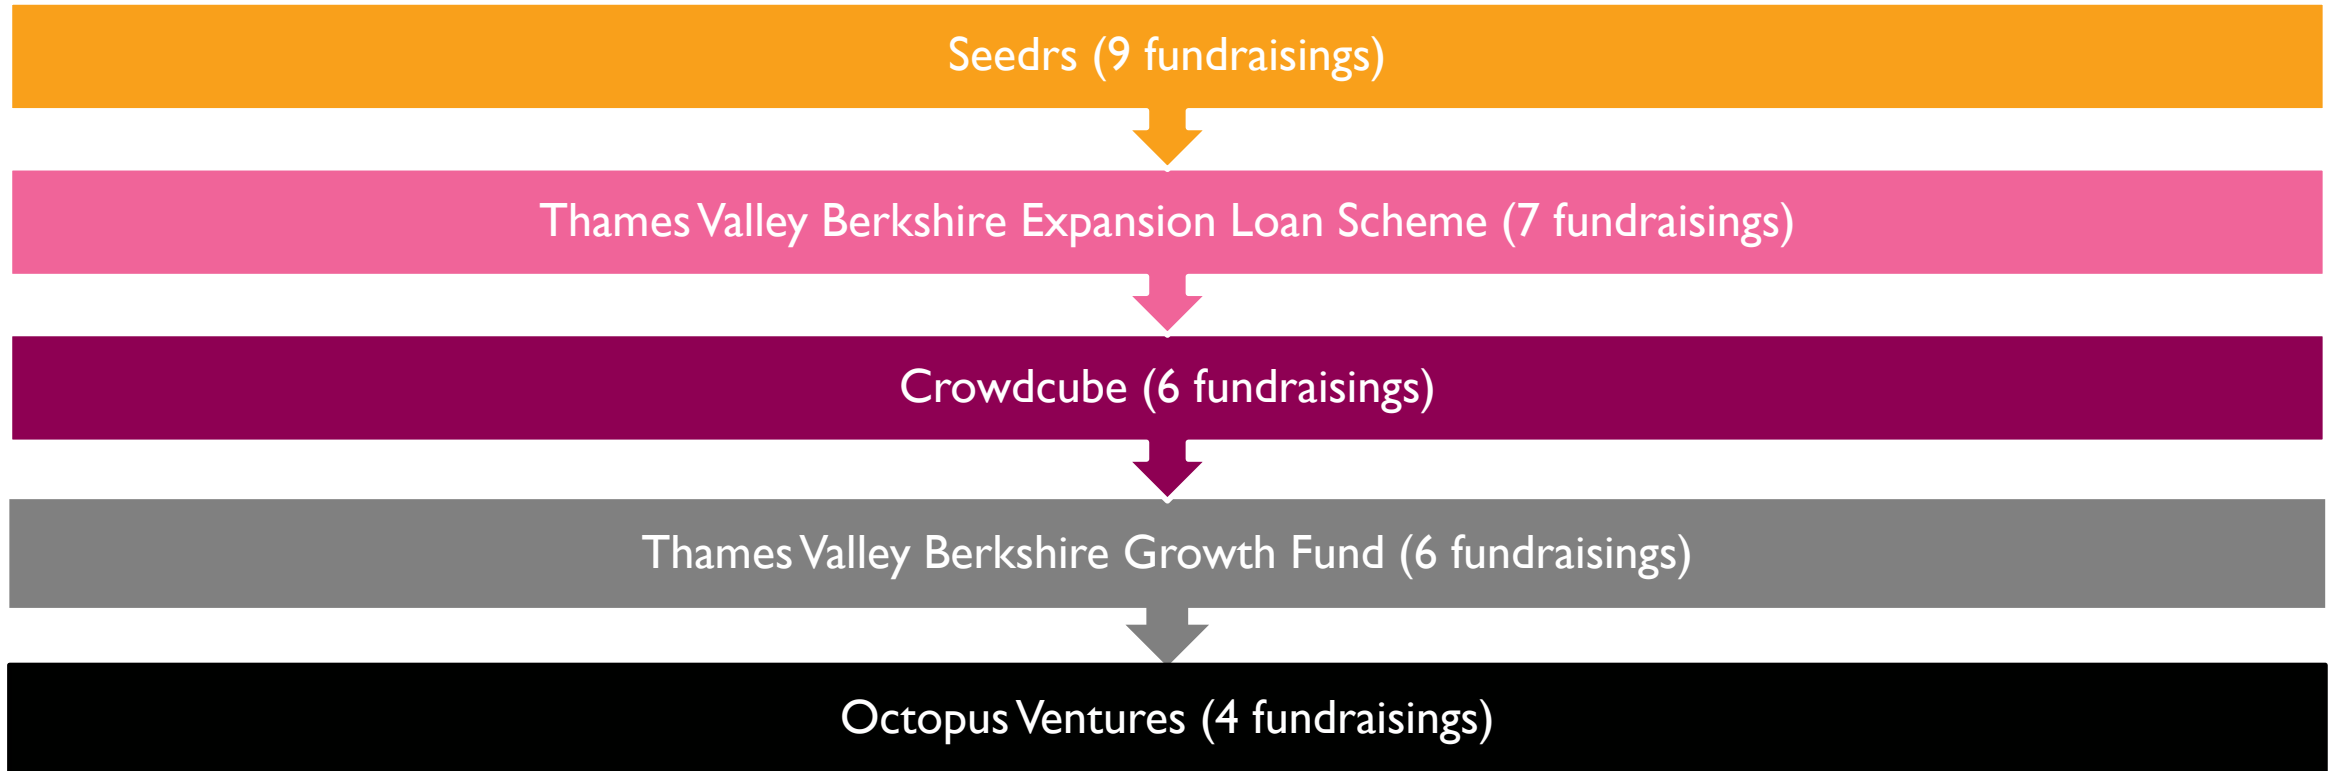 Seedrs (9 fundraisings)
Thames Valley Berkshire Expansion Loan Scheme (7 fundraisings)
Crowdcube (6 fundraisings)
Thames Valley Berkshire Growth Fund (6 fundraisings)
Octopus Ventures (4 fundraisings)